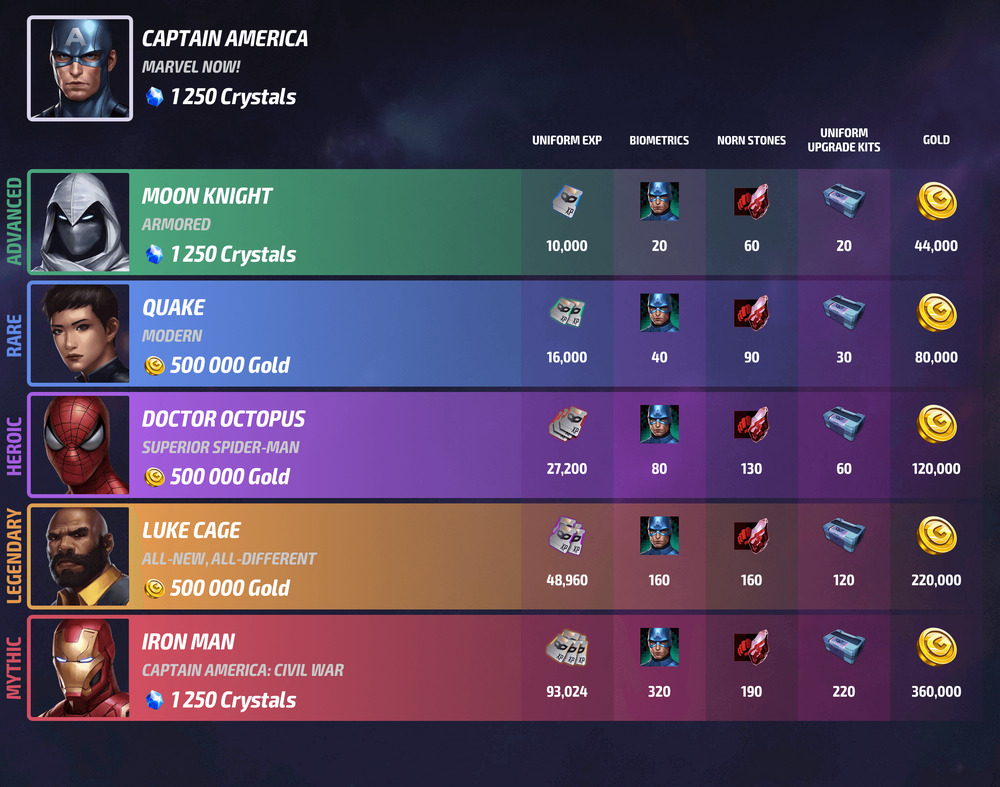 CAPTAIN AMERICA
MARVEL NOW!
1 250 Crystals
UNIFORM EXP
BIOMETRICS
NORN STONES
UNIFORM
UPGRADE KITS
GOLD
ADVANCED
MOON KNIGHT
ARMORED
1 250 Crystals
10,000
20
60
20
44,000
RARE
QUAKE
MODERN
500 000 Gold
16,000
40
90
30
80,000
HEROIC
DOCTOR OCTOPUS
SUPERIOR SPIDER-MAN
500 000 Gold
27,200
80
130
60
120,000
LEGENDARY
LUKE CAGE
ALL-NEW, ALL-DIFFERENT
500 000 Gold
48,960
160
160
120
220,000
MYTHIC
IRON MAN
CAPTAIN AMERICA: CIVIL WAR
1 250 Crystals
93,024
320
190
220
360,000